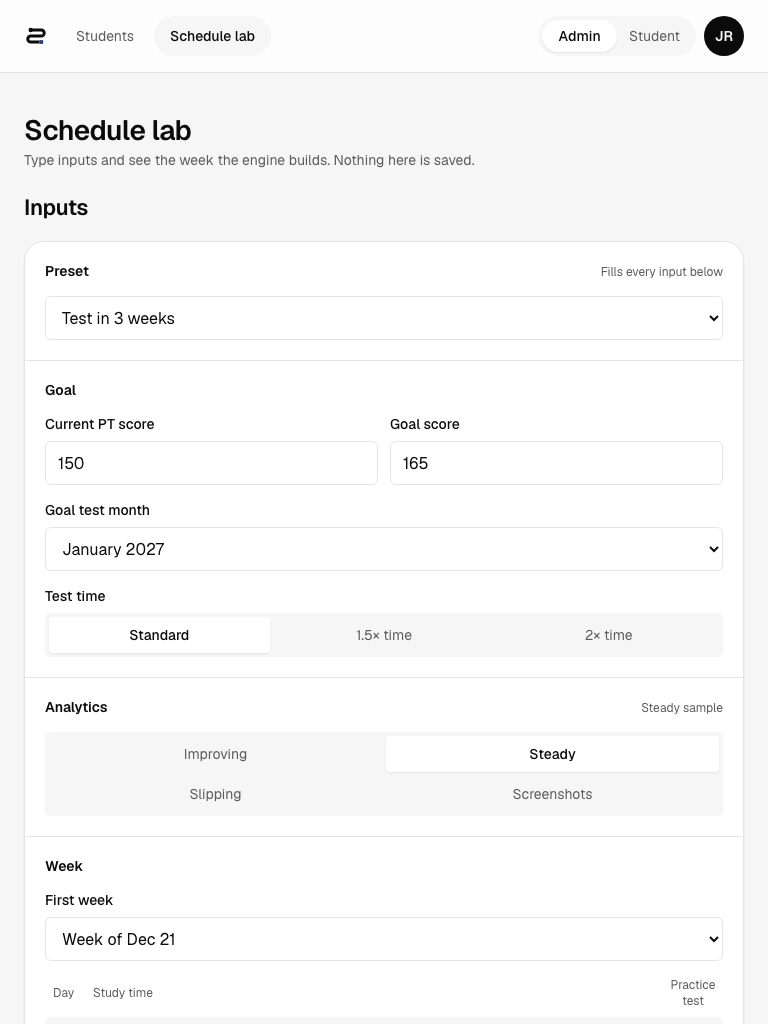 Students
Schedule lab
Admin
Student
JR
Schedule lab
Type inputs and see the week the engine builds. Nothing here is saved.
Inputs
Preset
Fills every input below
Test in 3 weeks
Goal
Current PT score
Goal score
150
165
Goal test month
January 2027
Test time
Standard
1.5× time
2× time
Analytics
Steady sample
Improving
Steady
Slipping
Screenshots
Week
First week
Week of Dec 21
Day
Study time
Practice
test